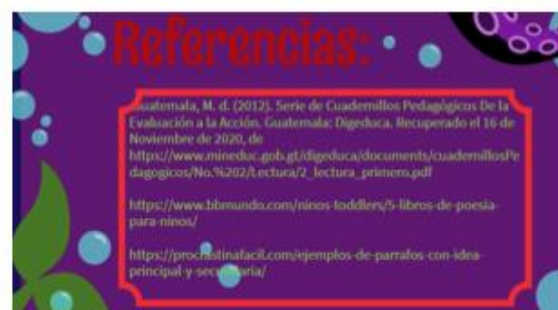 Referencias:
Guatemala, M. d. (2012). Serie de Cuadernillos Pedagógicos De la
Evaluación a la Acción. Guatemala: Digeduca. Recuperado el 16 de
Noviembre de 2020, de
https://www.mineduc.gob.gt/digeduca/documents/cuadernillosPe
dagogicos/No.%202/Lectura/2_lectura_primero.pdf
https://www.bbmundo.com/ninos-toddlers/5-libros-de-poesia-
para-ninos/
https://procrastinafacil.com/ejemplos-de-parrafos-con-idea-
principal-y-secundaria/